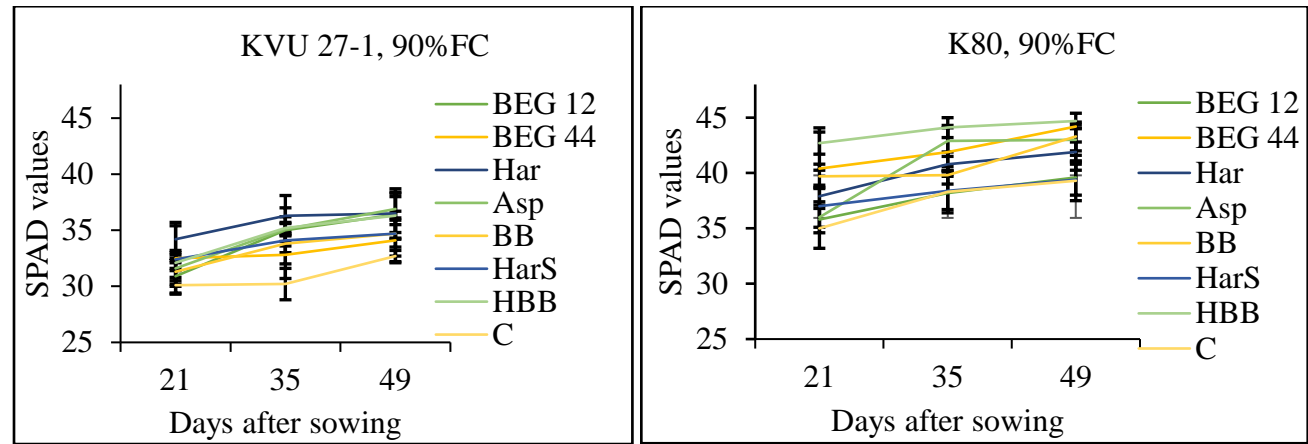 KVU 27-1, 90%FC
SPAD values
45
40
35
30
25
21 35 49
Days after sowing
BEG 12
BEG 44
Har
Asp
BB
HarS
HBB
C
K80, 90%FC
SPAD values
45
40
35
30
25
21 35 49
Days after sowing
BEG 12
BEG 44
Har
Asp
BB
HarS
HBB
C